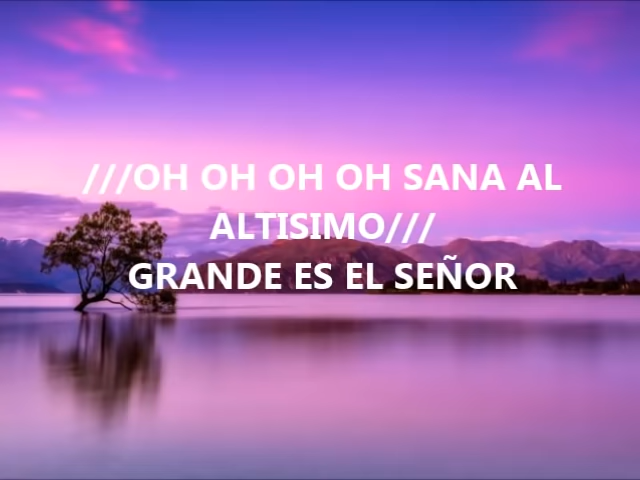 ///OH OH OH OH SANA AL
ALTISIMO///
GRANDE ES EL SEÑOR